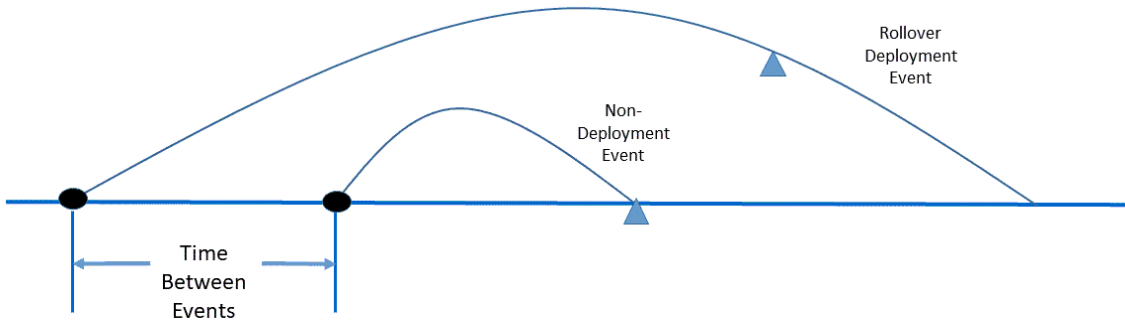 Rollover
Deployment
Event
Non-
Deployment
Event
Time
Between
Events